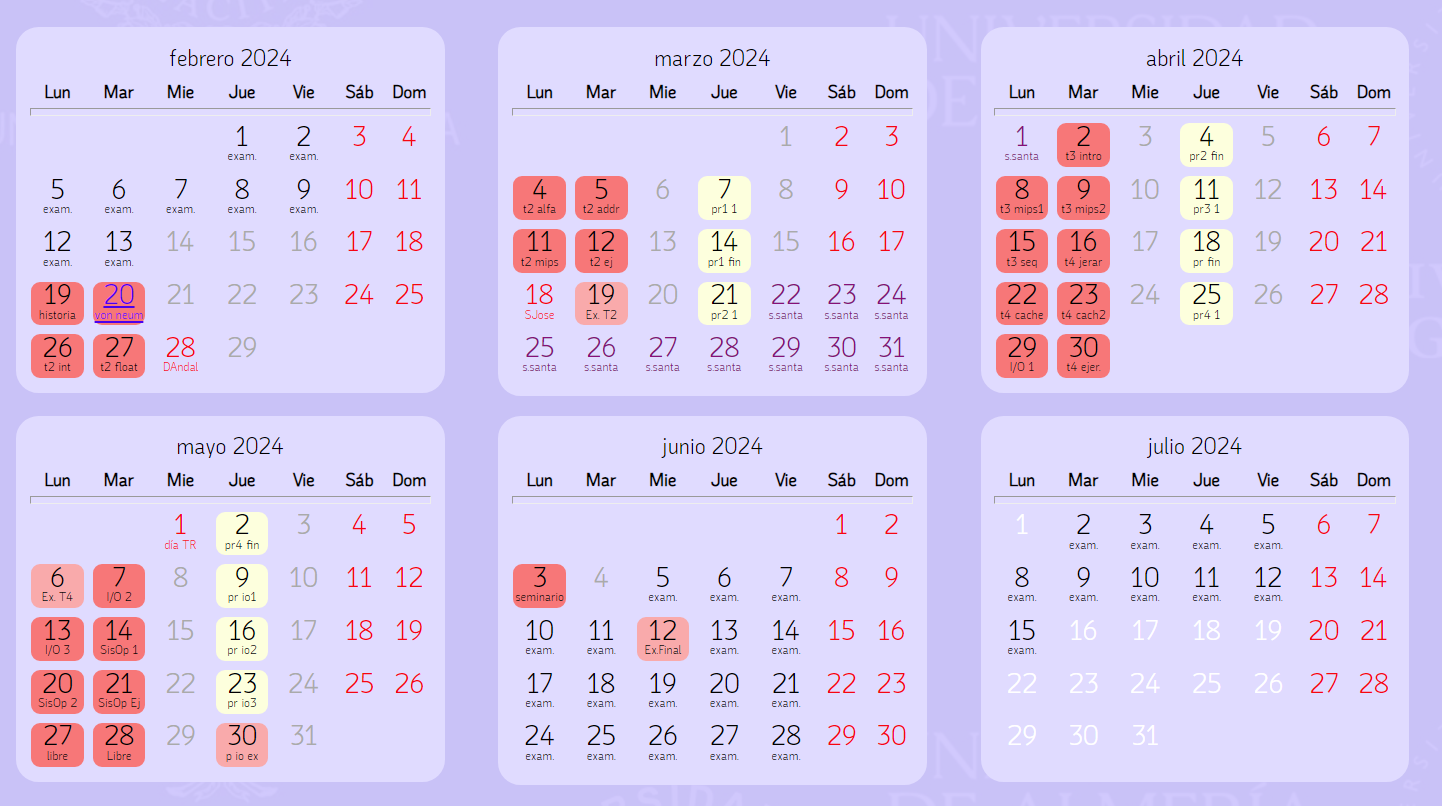 febrero 2024
Lun Mar Mie Jue Vie Sáb Dom
1 2 3 4
exam. exam.
5 6 7 8 9 10 11
exam. exam. exam. exam. exam.
12 13 14 15 16 17 18
exam. exam.
19 20 21 22 23 24 25
historia von neum
26 27 28 29
t2 int t2 float DAndal
marzo 2024
Lun Mar Mie Jue Vie Sáb Dom
1 2 3
4 5 6 7 8 9 10
t2 alfa t2 addr pr1 1
11 12 13 14 15 16 17
t2 mips t2 ej pr1 fin
18 19 20 21 22 23 24
SJose Ex. T2 pr2 1 s.santa s.santa s.santa
25 26 27 28 29 30 31
s.santa s.santa s.santa s.santa s.santa s.santa s.santa
abril 2024
Lun Mar Mie Jue Vie Sáb Dom
1 2 3 4 5 6 7
s.santa t3 intro pr2 fin
8 9 10 11 12 13 14
t3 mips1 t3 mips2 pr3 1
15 16 17 18 19 20 21
t3 seq t4 jerar pr fin
22 23 24 25 26 27 28
t4 cache t4 cach2 pr4 1
29 30
I/O 1 t4 ejer.
mayo 2024
Lun Mar Mie Jue Vie Sáb Dom
1 2 3 4 5
día TR pr4 fin
6 7 8 9 10 11 12
Ex. T4 I/O 2 pr io1
13 14 15 16 17 18 19
I/O 3 SisOp 1 pr io2
20 21 22 23 24 25 26
SisOp 2 SisOp Ej pr io3
27 28 29 30 31
libre Libre p io ex
junio 2024
Lun Mar Mie Jue Vie Sáb Dom
1 2
3 4 5 6 7 8 9
seminario exam. exam. exam.
10 11 12 13 14 15 16
exam. exam. Ex.Final exam. exam.
17 18 19 20 21 22 23
exam. exam. exam. exam. exam.
24 25 26 27 28 29 30
exam. exam. exam. exam. exam.
julio 2024
Lun Mar Mie Jue Vie Sáb Dom
1 2 3 4 5 6 7
exam. exam. exam. exam.
8 9 10 11 12 13 14
exam. exam. exam. exam. exam.
15 16 17 18 19 20 21
exam.
22 23 24 25 26 27 28
29 30 31